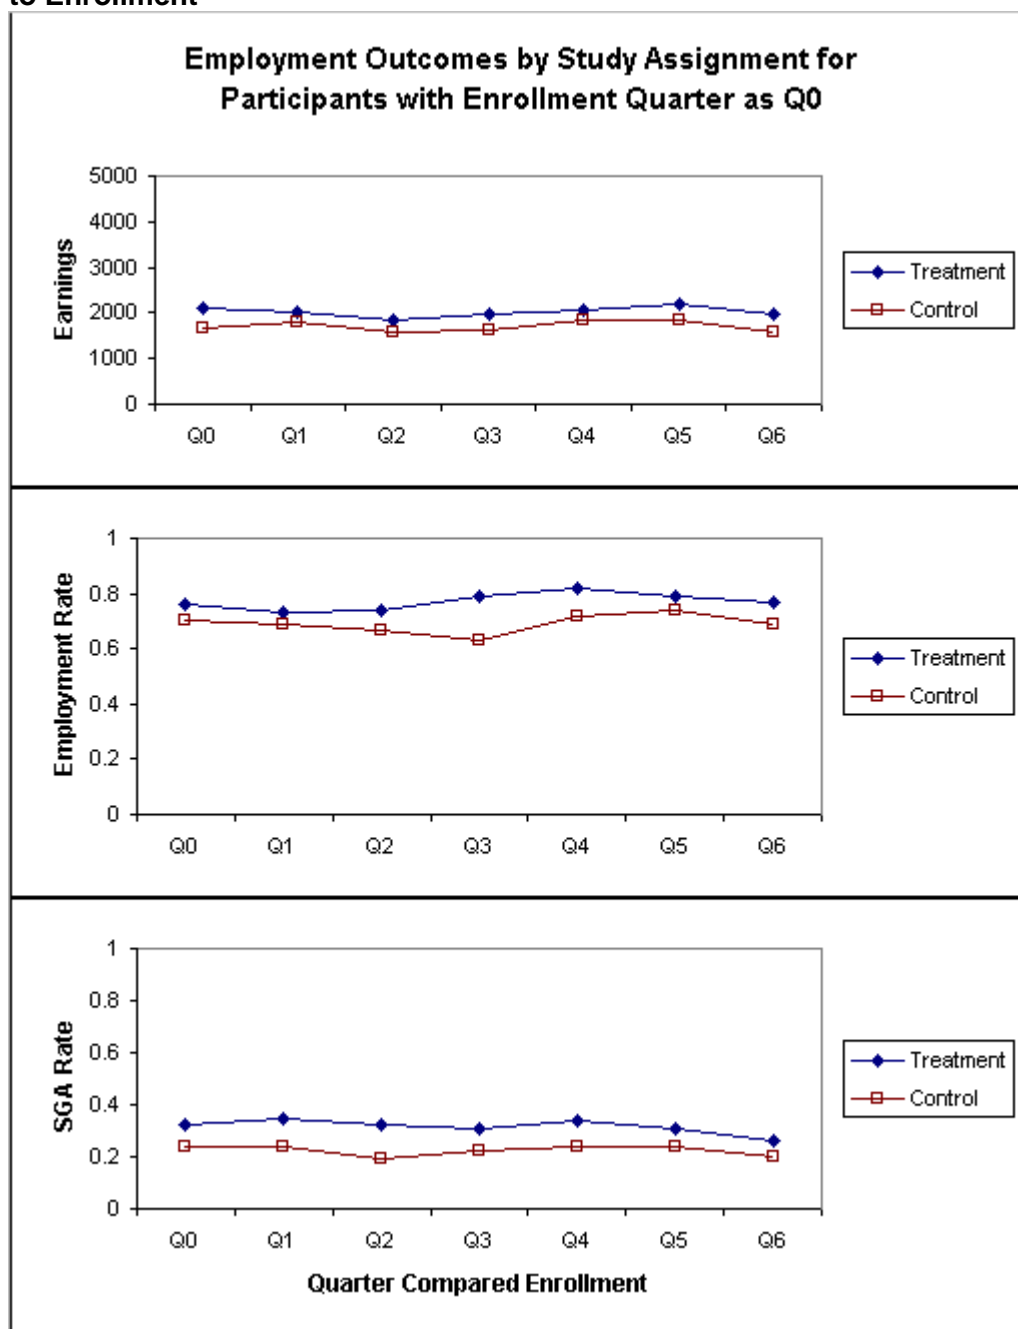 to Enrollment
Employment Outcomes by Study Assignment for
Participants with Enrollment Quarter as Q0
5000
4000
3000
2000
1000
0
Earnings
Q0 Q1 Q2 Q3 Q4 Q5 Q6
Treatment
Control
1
0.8
0.6
0.4
0.2
0
Employment Rate
Q0 Q1 Q2 Q3 Q4 Q5 Q6
Treatment
Control
1
0.8
0.6
0.4
0.2
0
SGA Rate
Q0 Q1 Q2 Q3 Q4 Q5 Q6
Treatment
Control
Quarter Compared Enrollment